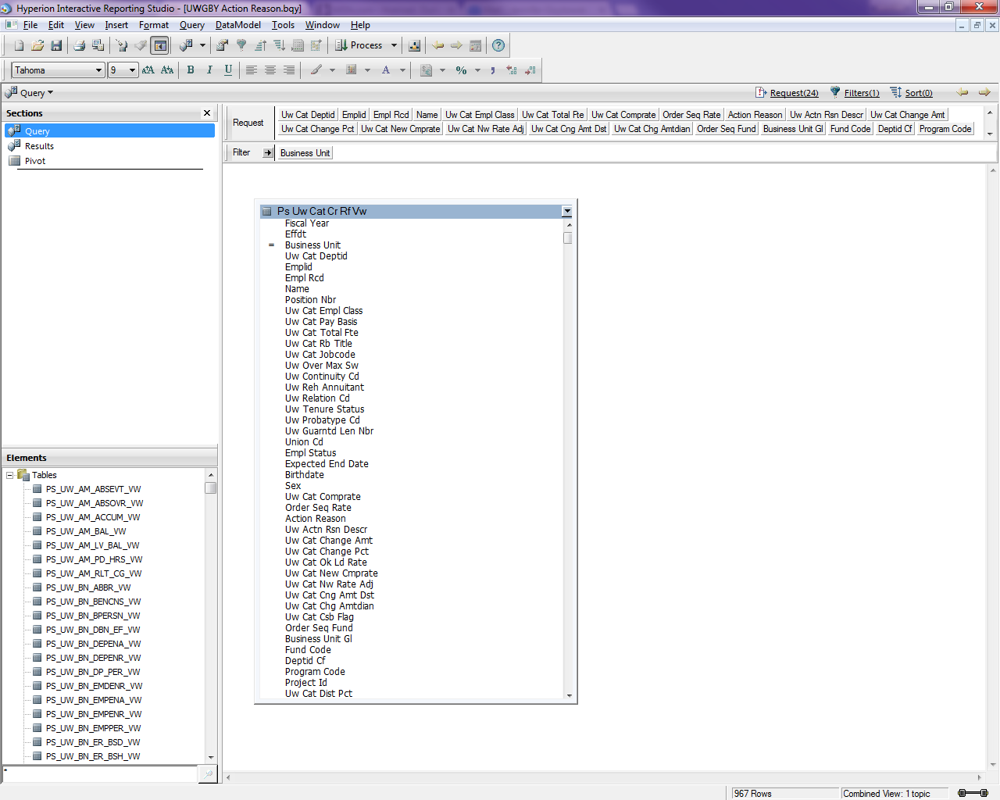 Hyperion Interactive Reporting Studio - [UWGBY Action Reason.bqy]
File Edit View Insert Format Query DataModel Tools Window Help
Process
Tahoma 9 B I U % ,
Query Request(24) Filters(1) Sort(0)
Sections
Query
Results
Pivot
Request Uw Cat Deptid Emplid Empl Rcd Name Uw Cat Empl Class Uw Cat Total Fte Uw Cat Comprate Order Seq Rate Action Reason Uw Actn Rsn Descr Uw Cat Change Amt
Uw Cat Change Pct Uw Cat New Cmprate Uw Cat Nw Rate Adj Uw Cat Cng Amt Dst Uw Cat Chg Amtdian Order Seq Fund Business Unit Gl Fund Code Deptid Cf Program Code
Filter Business Unit
Ps Uw Cat Cr Rf Vw
Fiscal Year
Effdt
= Business Unit
Uw Cat Deptid
Emplid
Empl Rcd
Name
Position Nbr
Uw Cat Empl Class
Uw Cat Pay Basis
Uw Cat Total Fte
Uw Cat Rb Title
Uw Cat Jobcode
Uw Over Max Sw
Uw Continuity Cd
Uw Reh Annuitant
Uw Relation Cd
Uw Tenure Status
Uw Probatype Cd
Uw Guarntd Len Nbr
Union Cd
Empl Status
Expected End Date
Birthdate
Sex
Uw Cat Comprate
Order Seq Rate
Action Reason
Uw Actn Rsn Descr
Uw Cat Change Amt
Uw Cat Change Pct
Uw Cat Ok Ld Rate
Uw Cat New Cmprate
Uw Cat Nw Rate Adj
Uw Cat Cng Amt Dst
Uw Cat Chg Amtdian
Uw Cat Csb Flag
Order Seq Fund
Business Unit Gl
Fund Code
Deptid Cf
Program Code
Project Id
Uw Cat Dist Pct
Elements
Tables
PS_UW_AM_ABSEVT_VW
PS_UW_AM_ABSOVR_VW
PS_UW_AM_ACCUM_VW
PS_UW_AM_BAL_VW
PS_UW_AM_LV_BAL_VW
PS_UW_AM_PD_HRS_VW
PS_UW_AM_RLT_CG_VW
PS_UW_BN_ABBR_VW
PS_UW_BN_BENCNS_VW
PS_UW_BN_BPERSN_VW
PS_UW_BN_DBN_EF_VW
PS_UW_BN_DEPENA_VW
PS_UW_BN_DEPENR_VW
PS_UW_BN_DP_PER_VW
PS_UW_BN_EMDENR_VW
PS_UW_BN_EMPENA_VW
PS_UW_BN_EMPENR_VW
PS_UW_BN_EMPPER_VW
PS_UW_BN_ER_BSD_VW
PS_UW_BN_ER_BSH_VW
*
967 Rows Combined View: 1 topic